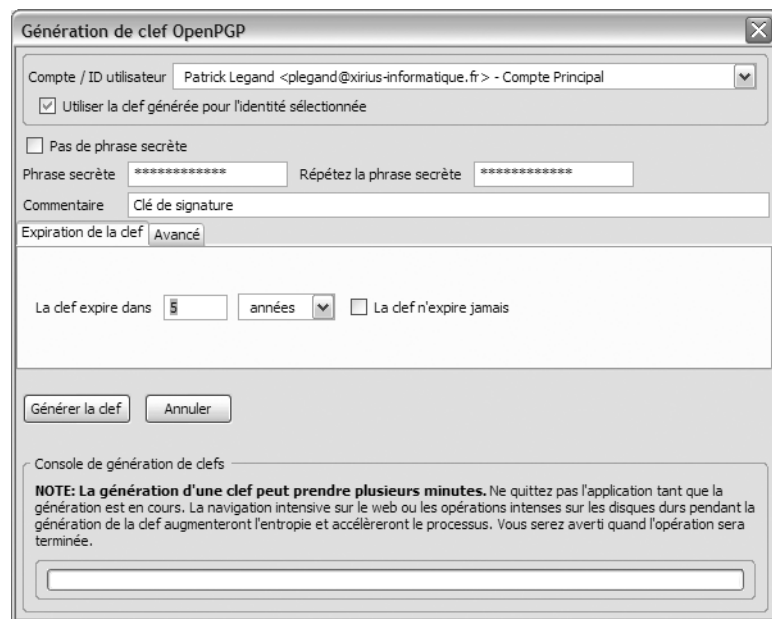 Génération de clef OpenPGP
Compte / ID utilisateur Patrick Legand <plegand@xirius-informatique.fr> - Compte Principal
Utiliser la clef générée pour l'identité sélectionnée
Pas de phrase secrète
Phrase secrète ************ Répétez la phrase secrète ************
Commentaire Clé de signature
Expiration de la clef Avancé
La clef expire dans 5 années La clef n'expire jamais
Générer la clef Annuler
Console de génération de clefs
NOTE: La génération d'une clef peut prendre plusieurs minutes. Ne quittez pas l'application tant que la
génération est en cours. La navigation intensive sur le web ou les opérations intenses sur les disques durs pendant la
génération de la clef augmenteront l'entropie et accélèreront le processus. Vous serez averti quand l'opération sera
terminée.